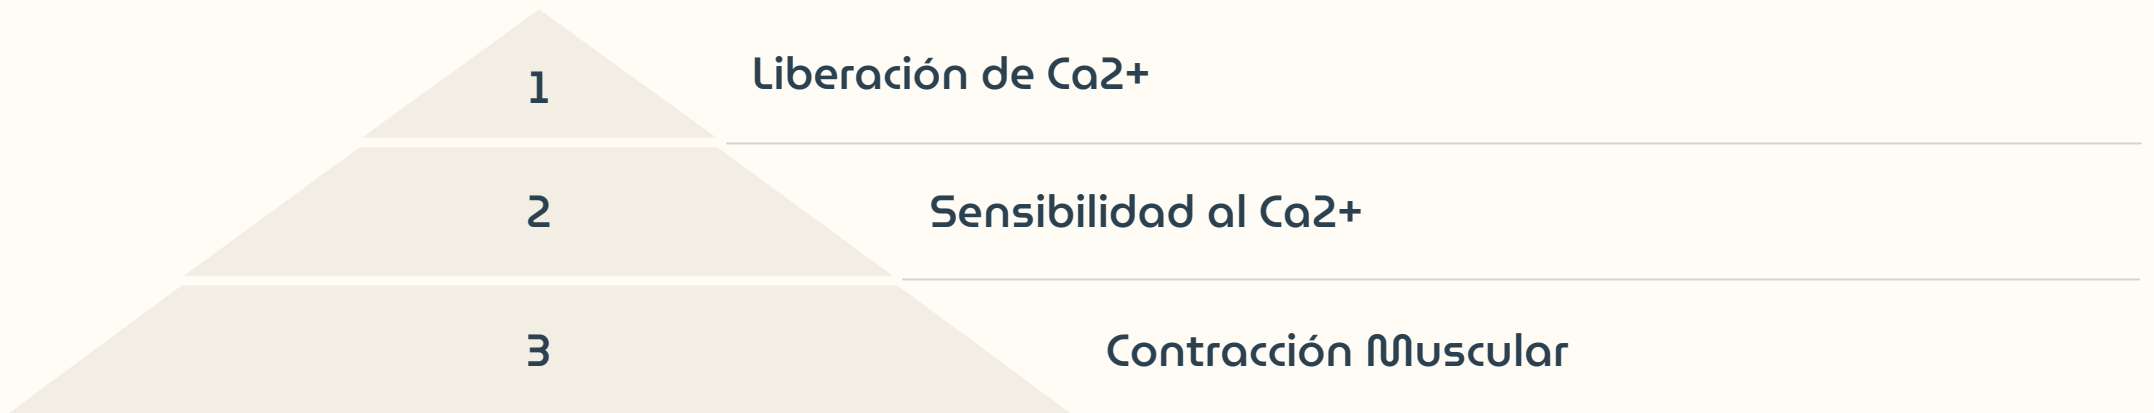 1
Liberación de Ca2+
2
Sensibilidad al Ca2+
3
Contracción Muscular